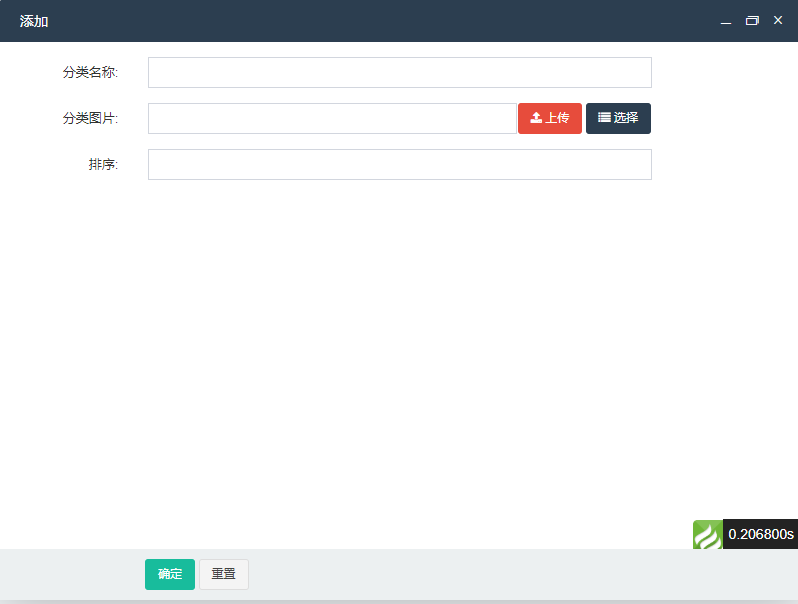 添加
分类名称:
分类图片: 上传 选择
排序:
0.206800s
确定 重置